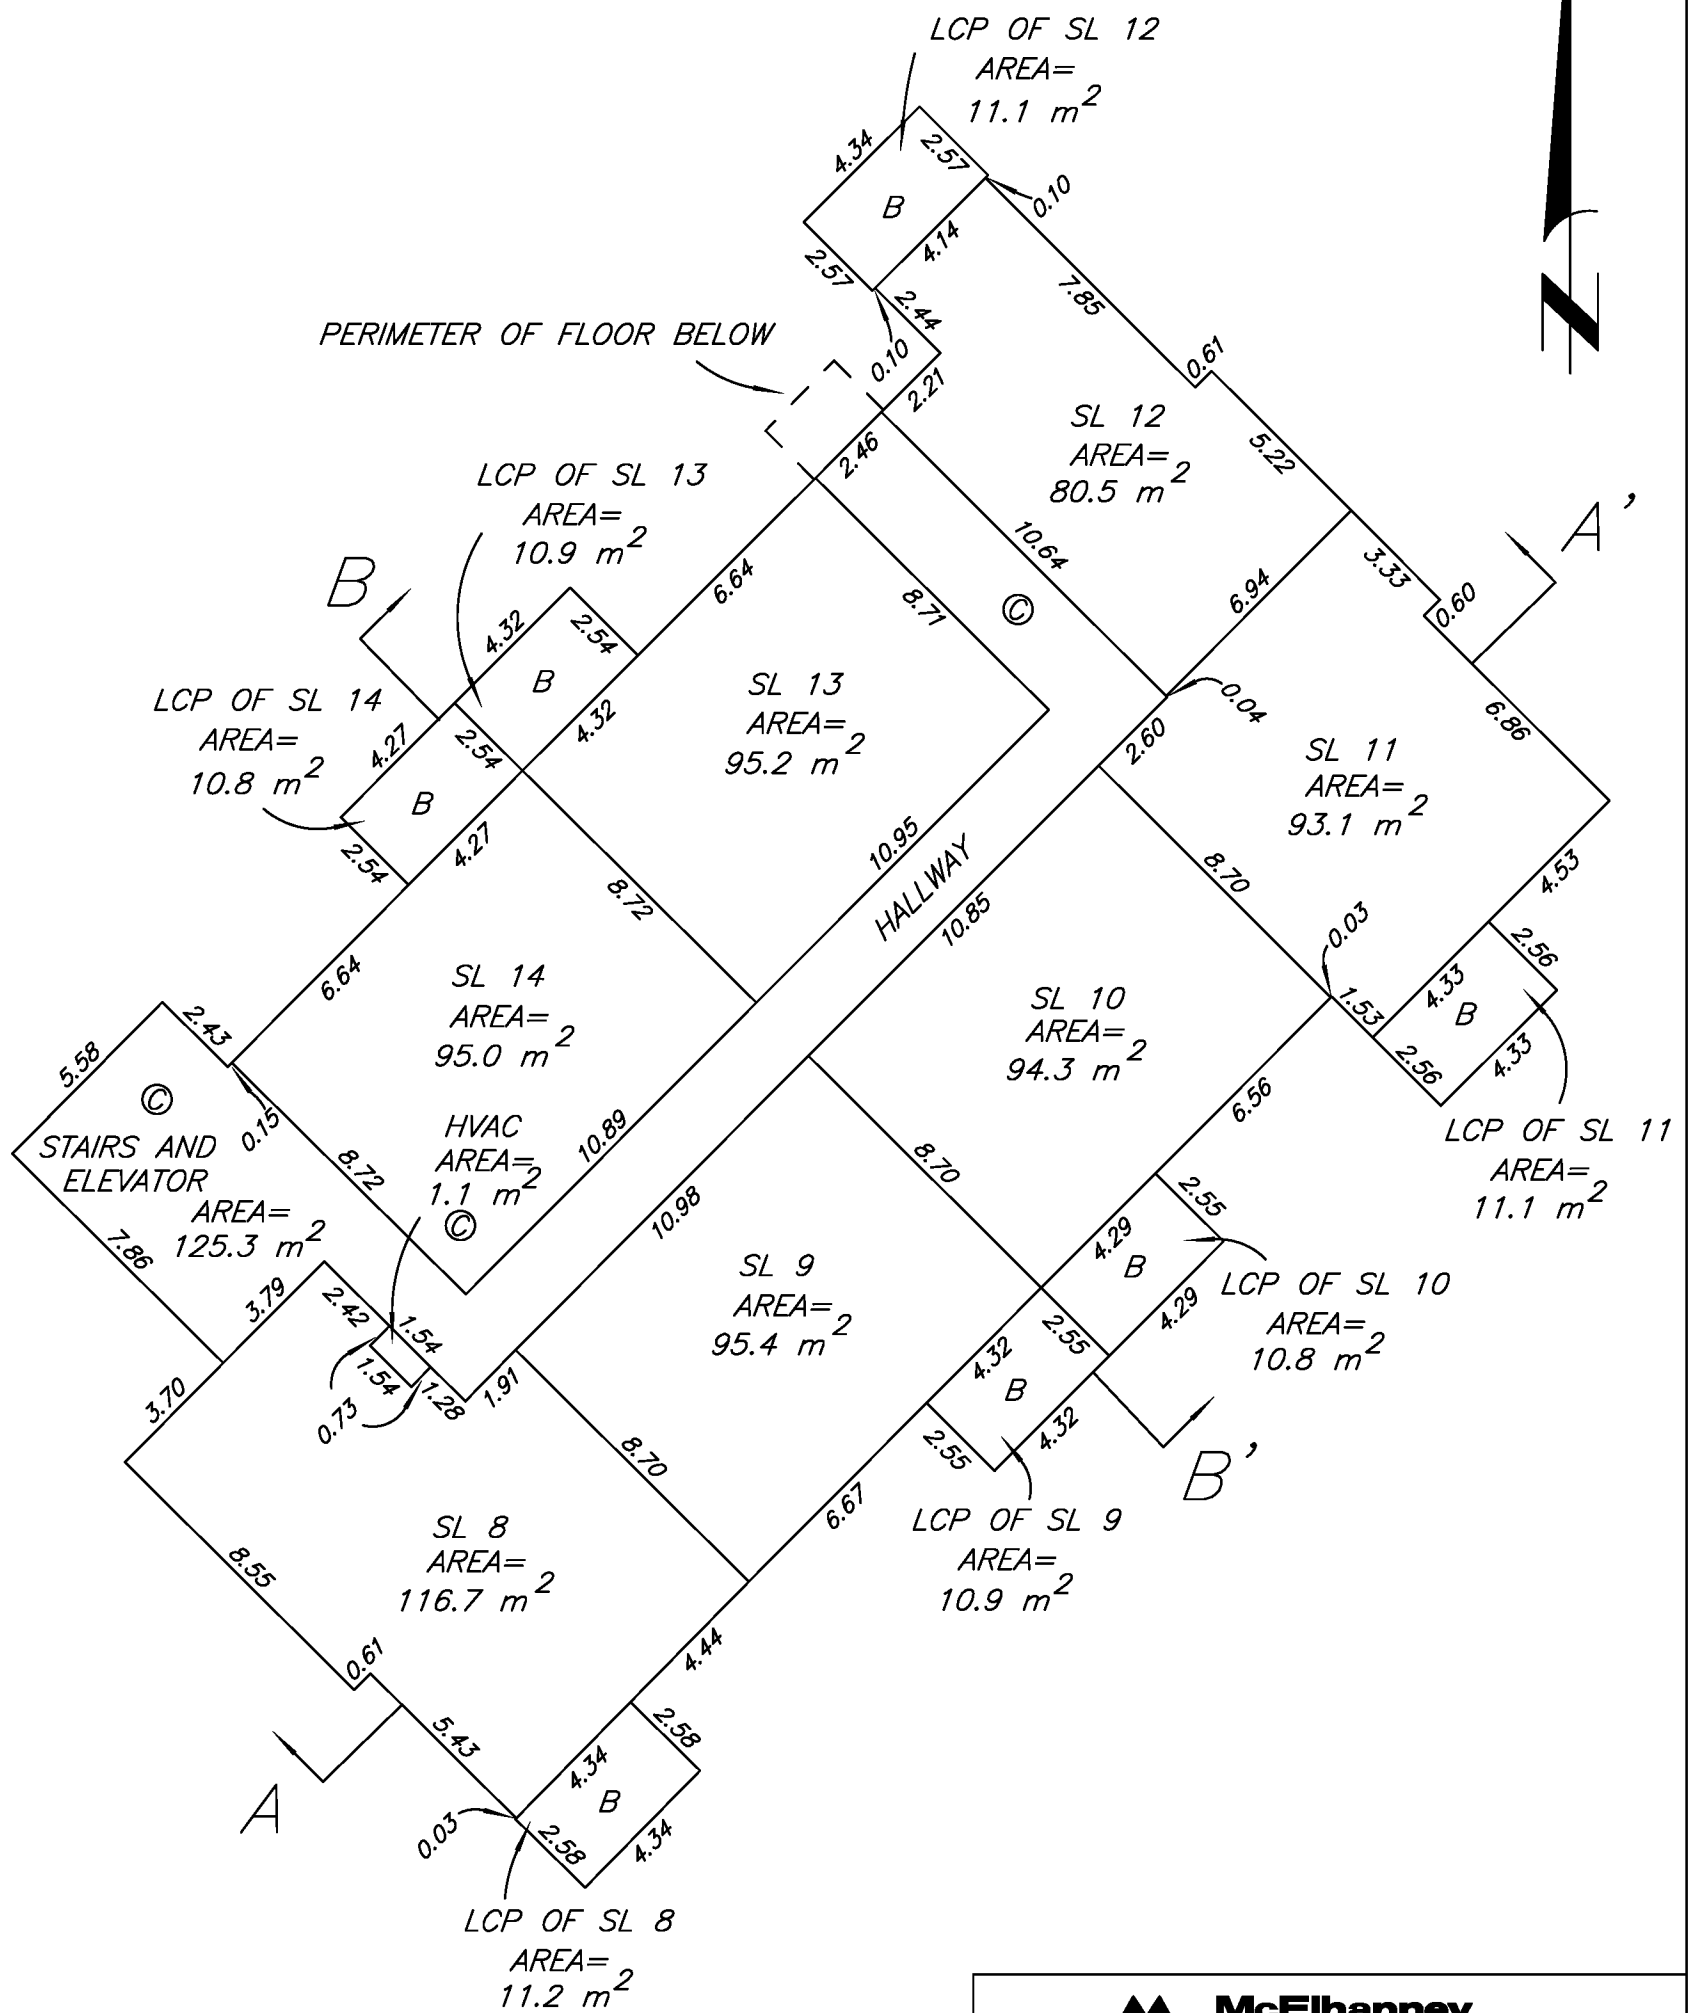 LCP OF SL 12
AREA=
11.1 m²
4.34
2.57
B
0.10
4.14
2.57
7.85
2.44
0.10
0.61
2.21
PERIMETER OF FLOOR BELOW
N
SL 12
AREA=
80.5 m²
5.22
2.46
LCP OF SL 13
AREA=
10.9 m²
10.64
A'
3.33
0.60
6.94
B
6.64
8.71
©
4.32
2.54
B
SL 13
AREA=
95.2 m²
LCP OF SL 14
AREA=
10.8 m²
4.27
2.54
4.32
0.04
2.60
6.86
SL 11
AREA=
93.1 m²
B
4.27
2.54
10.95
HALLWAY
10.85
8.72
8.70
4.53
0.03
2.56
4.33
B
1.53
2.56
4.33
LCP OF SL 11
AREA=
11.1 m²
6.64
SL 14
AREA=
95.0 m²
SL 10
AREA=
94.3 m²
2.43
5.58
©
STAIRS AND
ELEVATOR
AREA=
125.3 m²
0.15
8.72
HVAC
AREA=
1.1 m²
©
10.89
8.70
6.56
10.98
2.55
4.29
B
LCP OF SL 10
AREA=
10.8 m²
4.29
7.86
3.79
2.42
1.54
SL 9
AREA=
95.4 m²
2.55
4.32
B
4.32
2.55
B'
3.70
0.73
1.54
1.28
1.91
8.70
6.67
LCP OF SL 9
AREA=
10.9 m²
SL 8
AREA=
116.7 m²
8.55
0.61
4.44
5.43
2.58
4.34
B
A
0.03
2.58
4.34
LCP OF SL 8
AREA=
11.2 m²
McElhanney